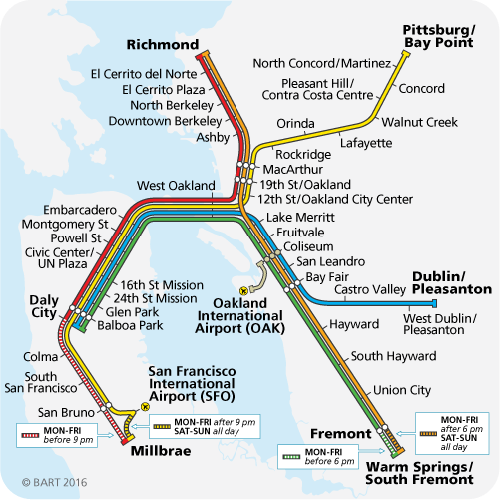 Richmond
Pittsburg/
Bay Point
El Cerrito del Norte
El Cerrito Plaza
North Berkeley
Downtown Berkeley
Ashby
North Concord/Martinez
Pleasant Hill/
Contra Costa Centre
Concord
Orinda
Walnut Creek
Lafayette
Rockridge
MacArthur
19th St/Oakland
12th St/Oakland City Center
West Oakland
Embarcadero
Montgomery St
Powell St
Civic Center/
UN Plaza
Lake Merritt
Fruitvale
Coliseum
San Leandro
Bay Fair
Dublin/
Pleasanton
Castro Valley
West Dublin/
Pleasanton
16th St Mission
24th St Mission
Glen Park
Balboa Park
Daly
City
Oakland
International
Airport (OAK)
Colma
South
San Francisco
San Bruno
San Francisco
International
Airport (SFO)
Hayward
South Hayward
Union City
MON-FRI
before 9 pm
MON-FRI after 9 pm
SAT-SUN all day
Millbrae
Fremont
MON-FRI
before 6 pm
MON-FRI
after 6 pm
SAT-SUN
all day
Warm Springs/
South Fremont
© BART 2016